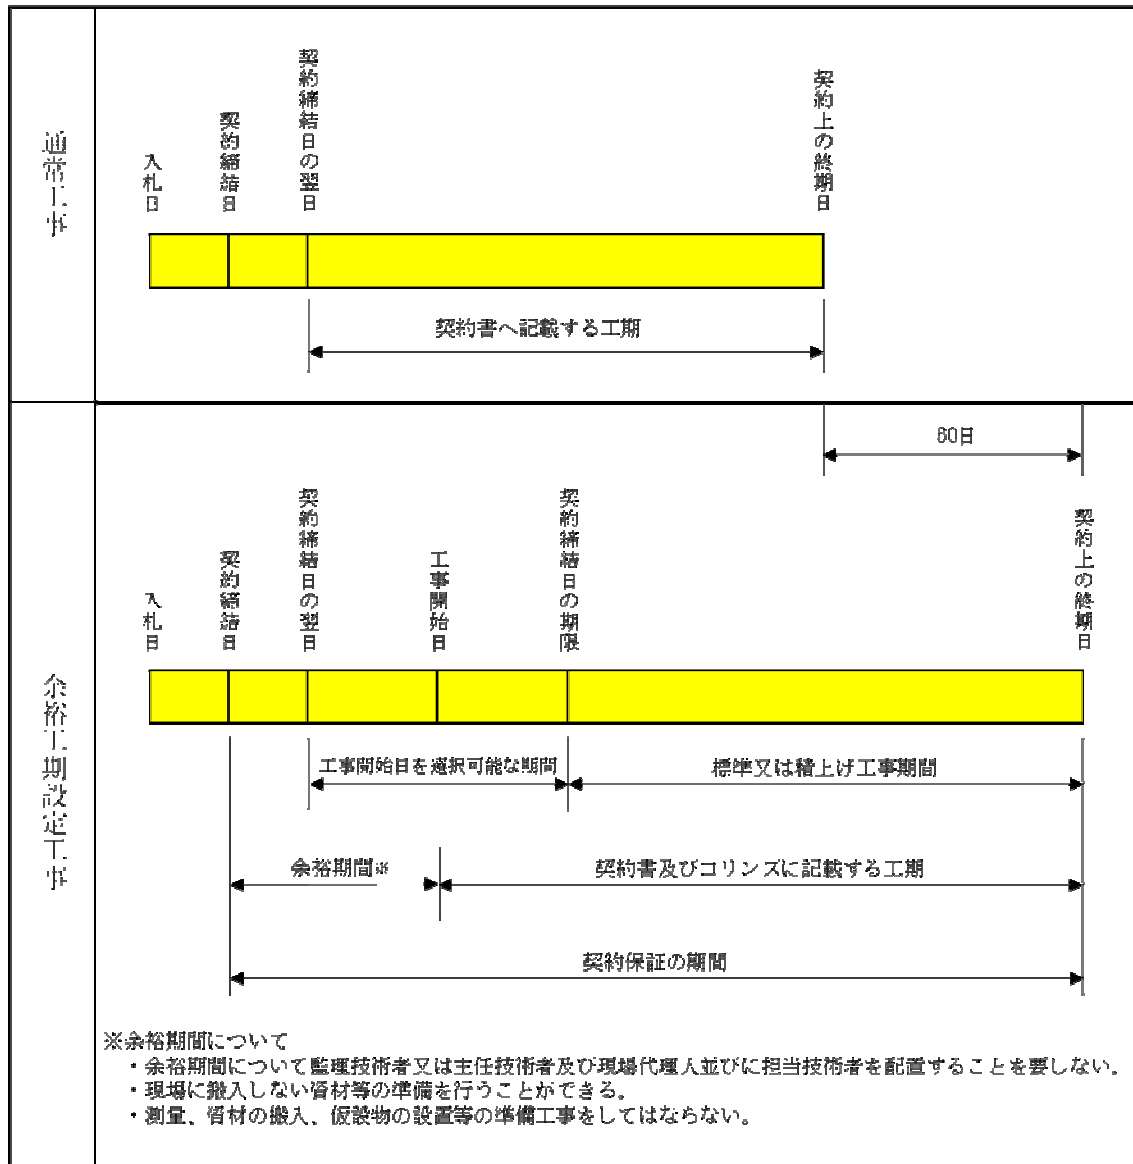 通常工事
入札日
契約締結日
契約締結日の翌日
契約上の終期日
契約書へ記載する工期
余裕工期設定工事
60日
入札日
契約締結日
契約締結日の翌日
工事開始日
契約締結日の期限
契約上の終期日
工事開始日を選択可能な期間
標準又は積上げ工事期間
余裕期間※
契約書及びコリンズに記載する工期
契約保証の期間
※余裕期間について
・余裕期間について監理技術者又は主任技術者及び現場代理人並びに担当技術者を配置することを要しない。
・現場に搬入しない資材等の準備を行うことができる。
・測量、資材の搬入、仮設物の設置等の準備工事をしてはならない。